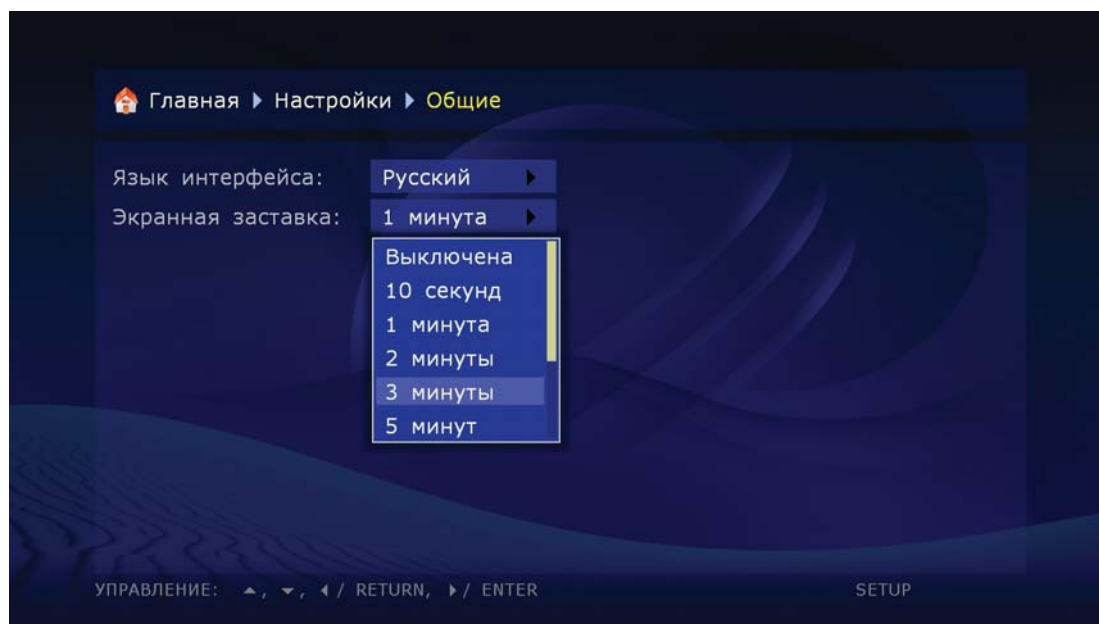 Главная ▶ Настройки ▶ Общие
Язык интерфейса: Русский
Экранная заставка: 1 минута
Выключена
10 секунд
1 минута
2 минуты
3 минуты
5 минут
УПРАВЛЕНИЕ: ▲, ▼, ◀ / RETURN, ▶ / ENTER SETUP